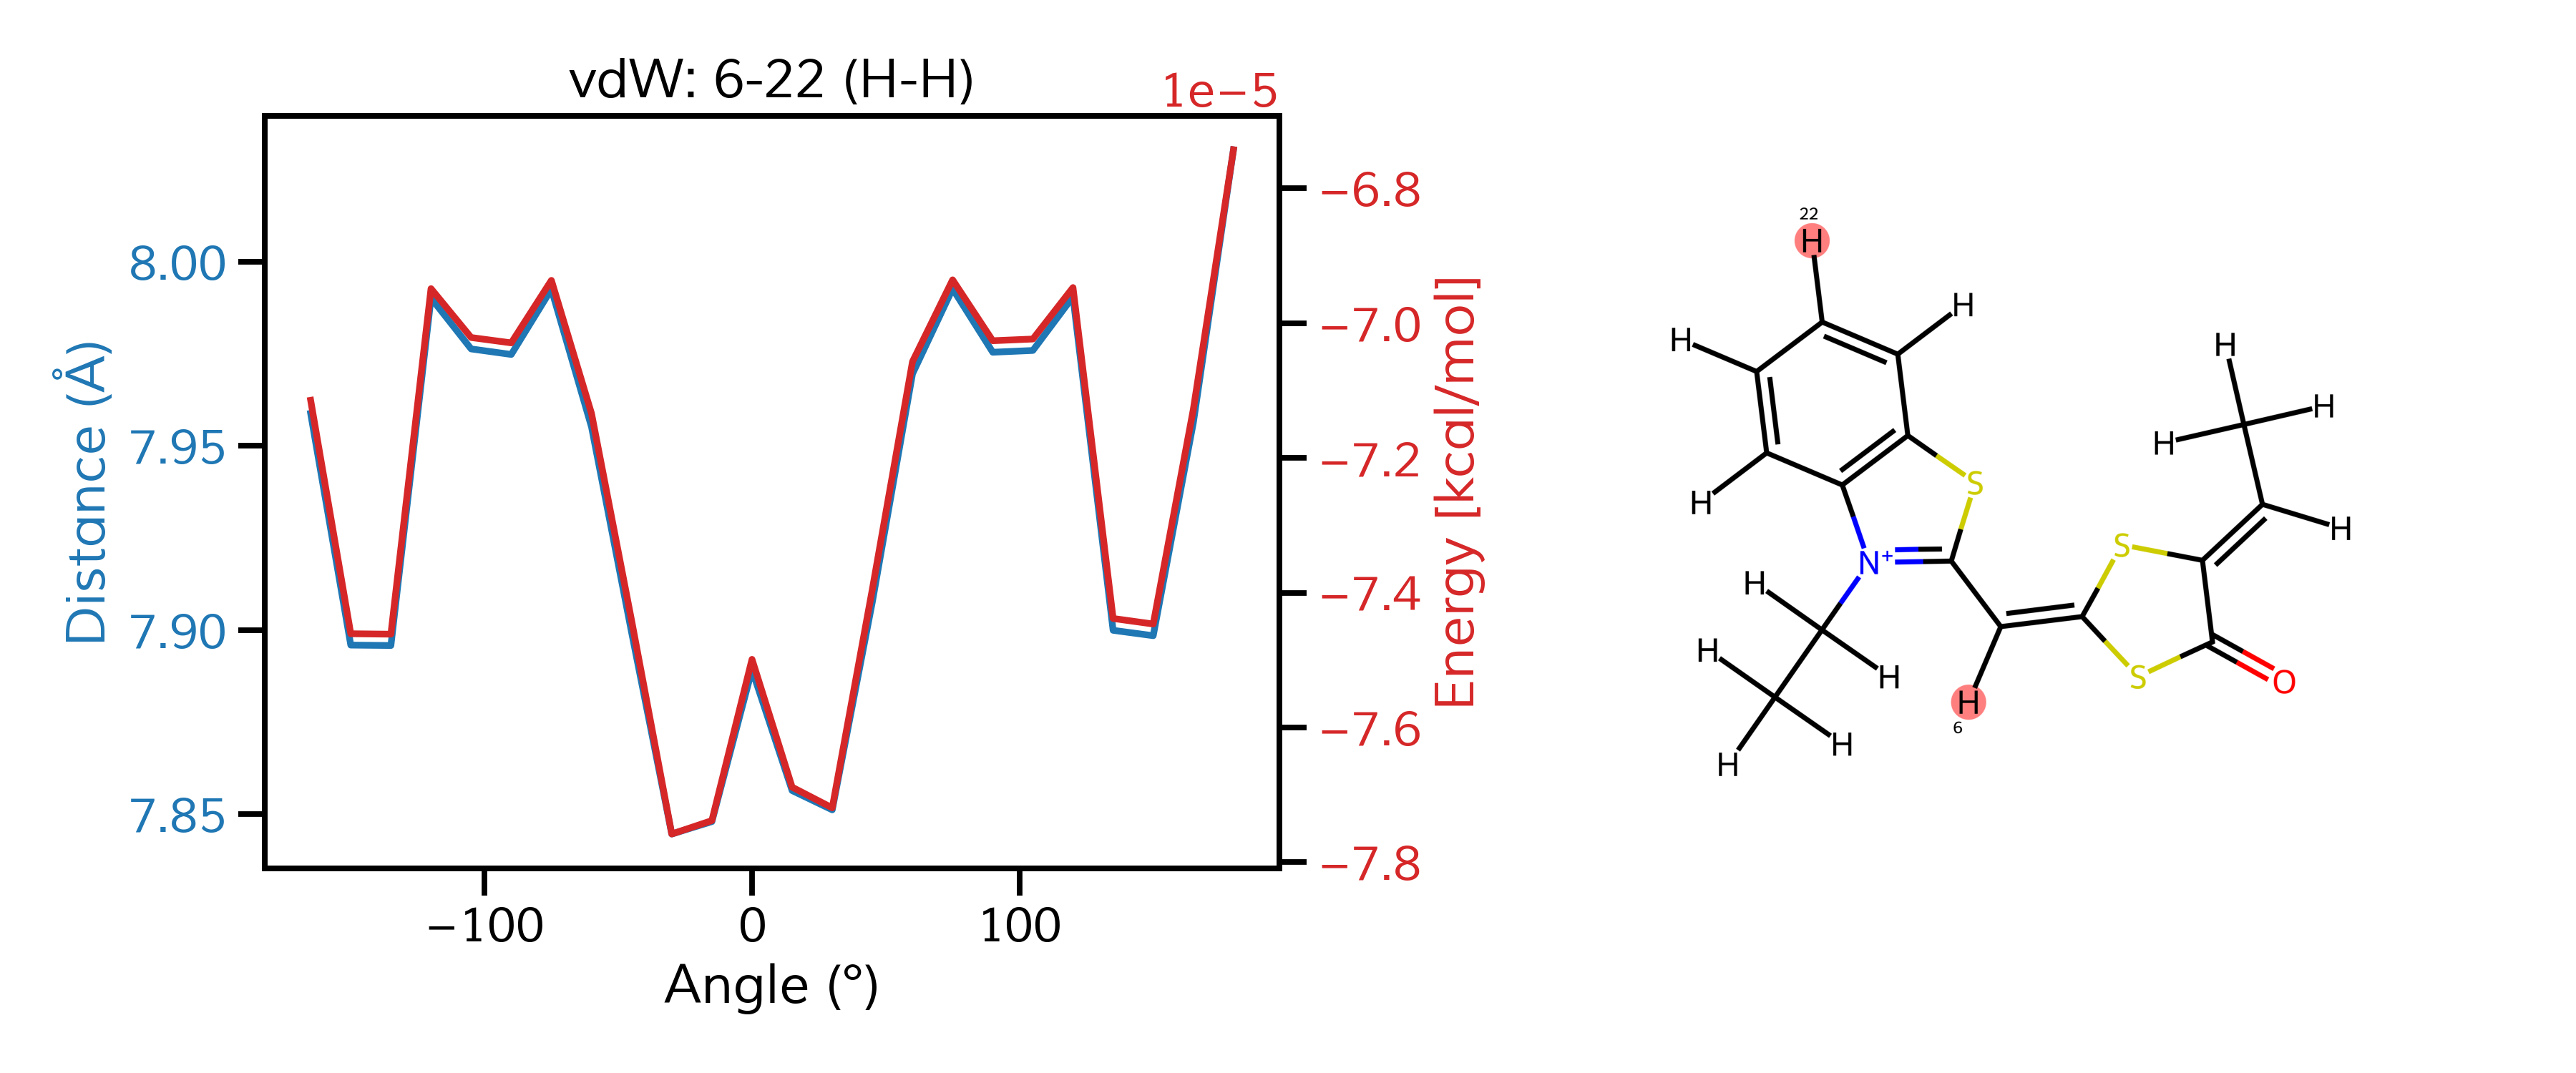 vdW: 6-22 (H-H)
1e−5
8.00
7.95
7.90
7.85
Distance (Å)
−6.8
−7.0
−7.2
−7.4
−7.6
−7.8
Energy [kcal/mol]
−100 0 100
Angle (°)
22
H
H
H
H
H
H
H
S
H
H
S
N⁺
H
H
H
S
O
H
6
H
H